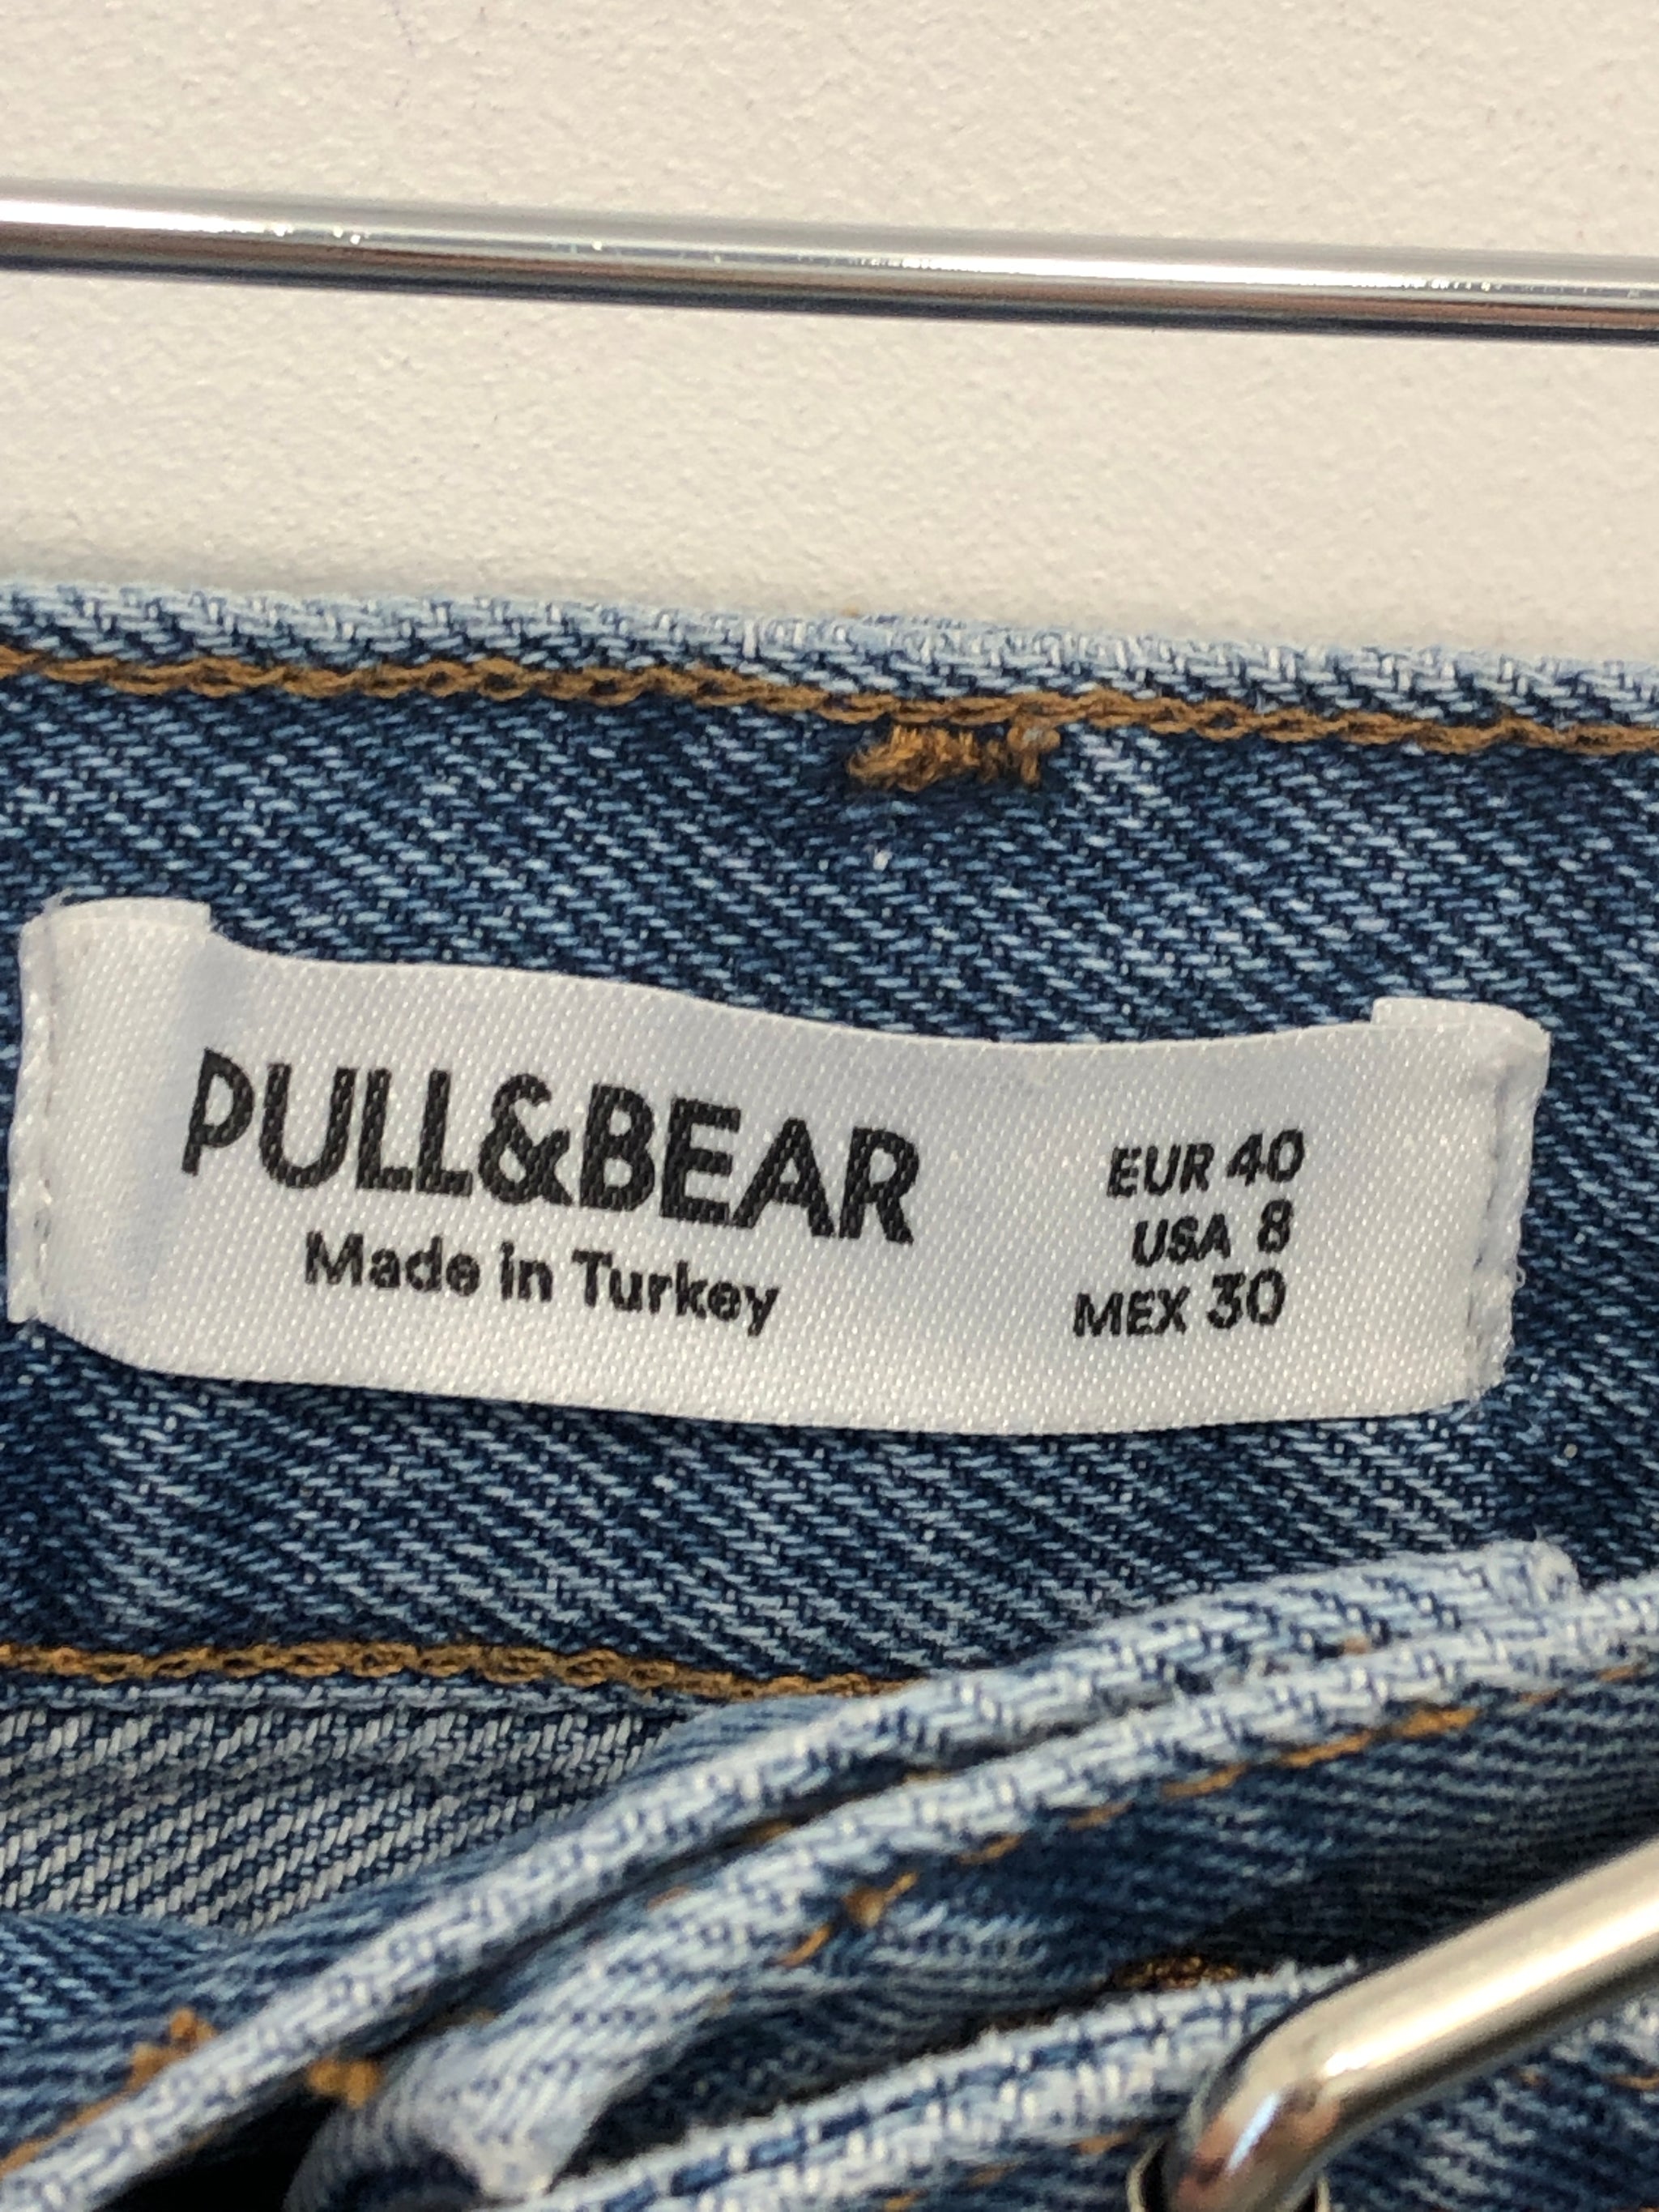 PULL&BEAR
Made in Turkey
EUR 40
USA 8
MEX 30